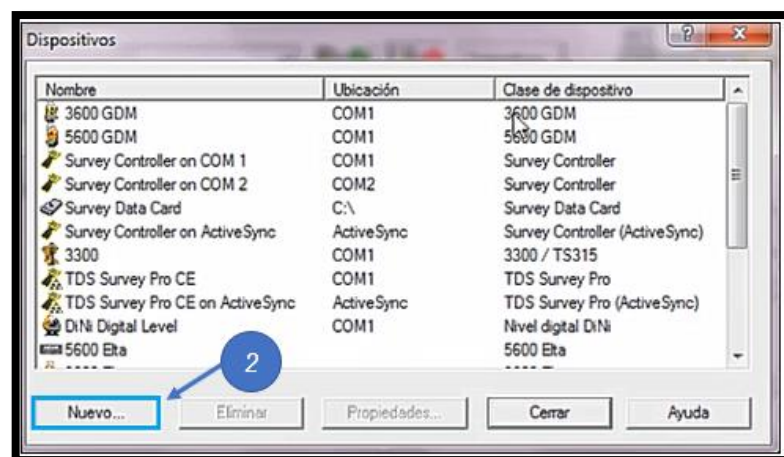 Dispositivos
Nombre Ubicación Clase de dispositivo
3600 GDM COM1 3600 GDM
5600 GDM COM1 5600 GDM
Survey Controller on COM 1 COM1 Survey Controller
Survey Controller on COM 2 COM2 Survey Controller
Survey Data Card C:\ Survey Data Card
Survey Controller on ActiveSync ActiveSync Survey Controller (ActiveSync)
3300 COM1 3300 / TS315
TDS Survey Pro CE COM1 TDS Survey Pro
TDS Survey Pro CE on ActiveSync ActiveSync TDS Survey Pro (ActiveSync)
DiNi Digital Level COM1 Nivel digital DiNi
5600 Elta 5600 Elta
2
Nuevo... Eliminar Propiedades... Cerrar Ayuda